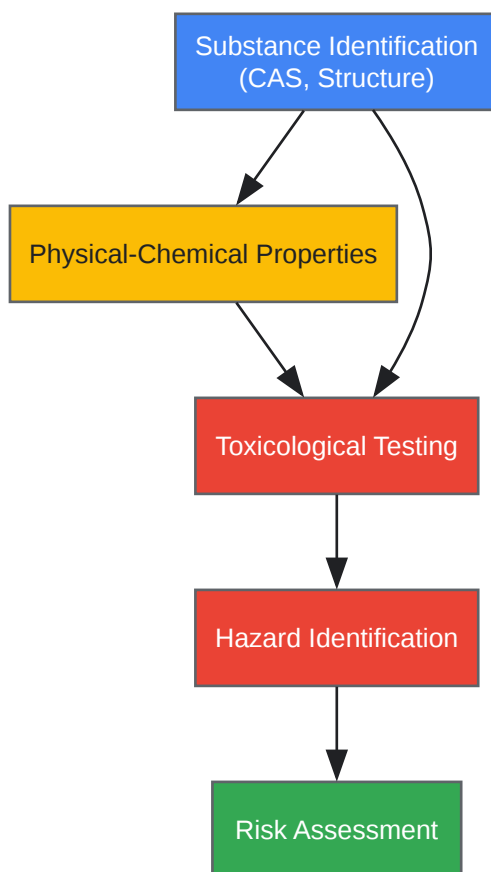 Substance Identification
(CAS, Structure)
Physical-Chemical Properties
Toxicological Testing
Hazard Identification
Risk Assessment